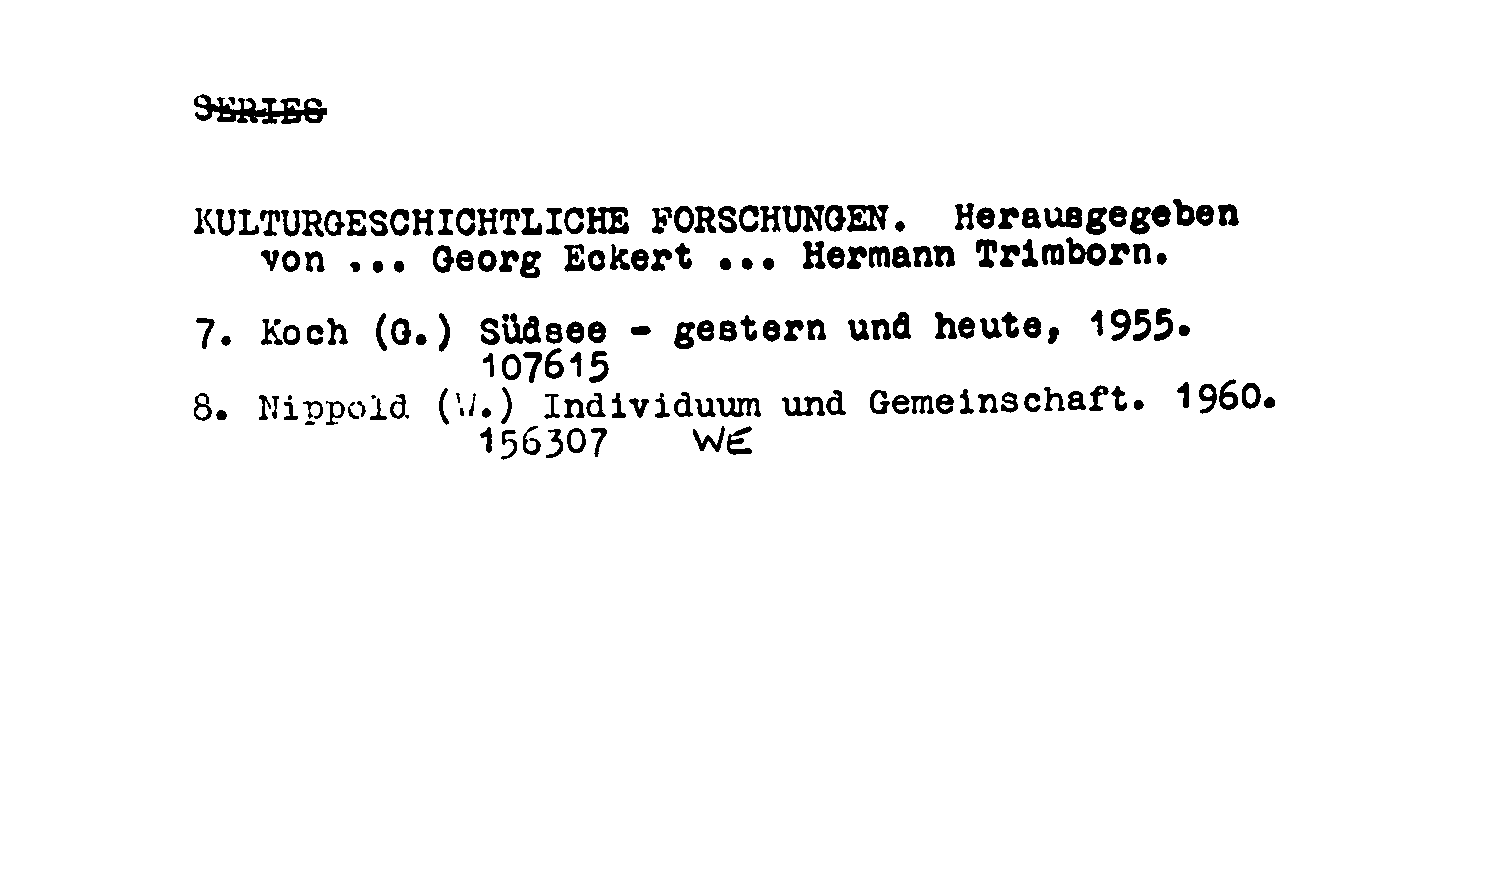 SERIES
KULTURGESCHICHTLICHE FORSCHUNGEN. Herausgegeben
von ... Georg Eckert ... Hermann Trimborn.
7. Koch (G.) Südsee - gestern und heute, 1955.
107615
8. Nippold (W.) Individuum und Gemeinschaft. 1960.
156307 WE